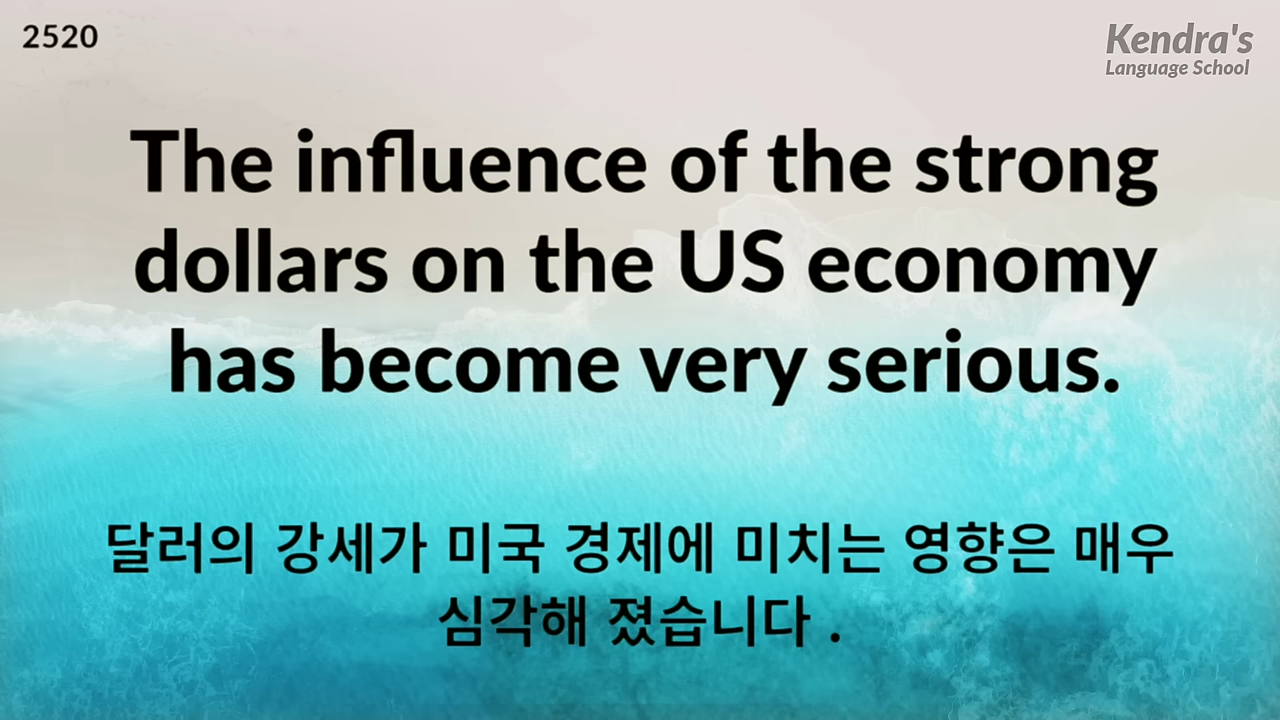 2520
Kendra's
Language School
The influence of the strong
dollars on the US economy
has become very serious.
달러의 강세가 미국 경제에 미치는 영향은 매우
심각해 졌습니다 .